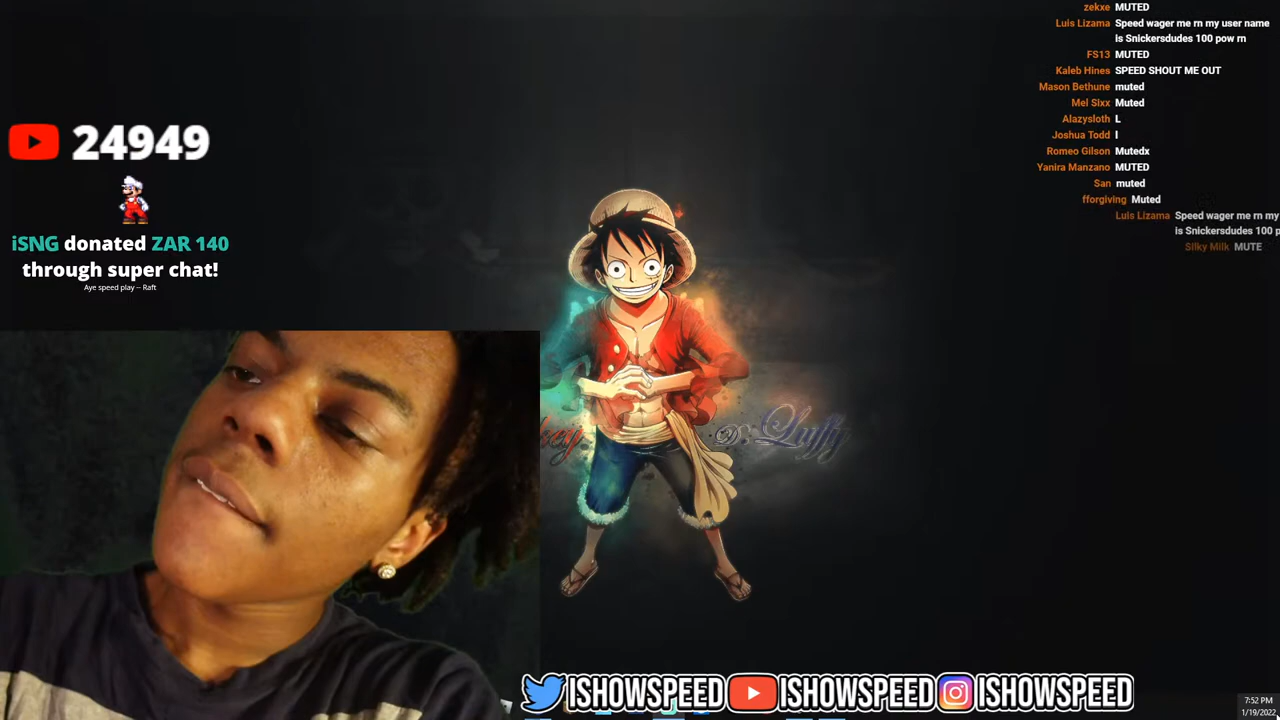 24949
iSNG donated ZAR 140
through super chat!
Aye speed play – Raft
zekxe MUTED
Luis Lizama Speed wager me rn my user name
is Snickersdudes 100 pow rn
FS13 MUTED
Kaleb Hines SPEED SHOUT ME OUT
Mason Bethune muted
Mel Sixx Muted
Alazysloth L
Joshua Todd I
Romeo Gilson Mutedx
Yanira Manzano MUTED
San muted
fforgiving Muted
Luis Lizama Speed wager me rn my
is Snickersdudes 100 p
Silky Milk MUTE
key D. Luffy
ISHOWSPEED ISHOWSPEED ISHOWSPEED
7:52 PM
1/19/2022